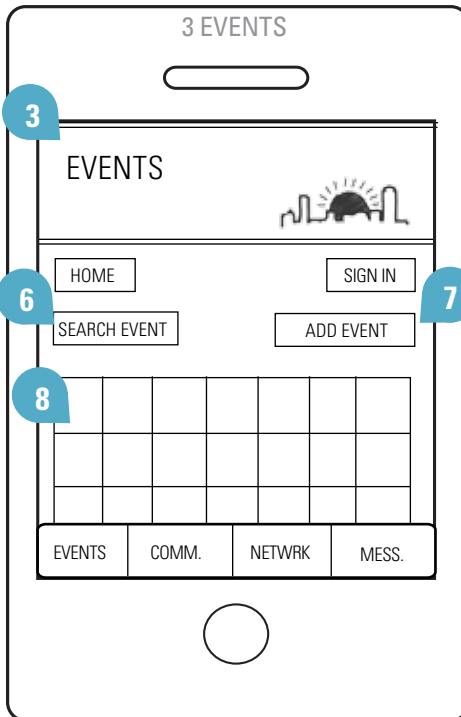 3 EVENTS
3
EVENTS
HOME
SIGN IN
6
7
SEARCH EVENT
ADD EVENT
8
EVENTS
COMM.
NETWRK
MESS.